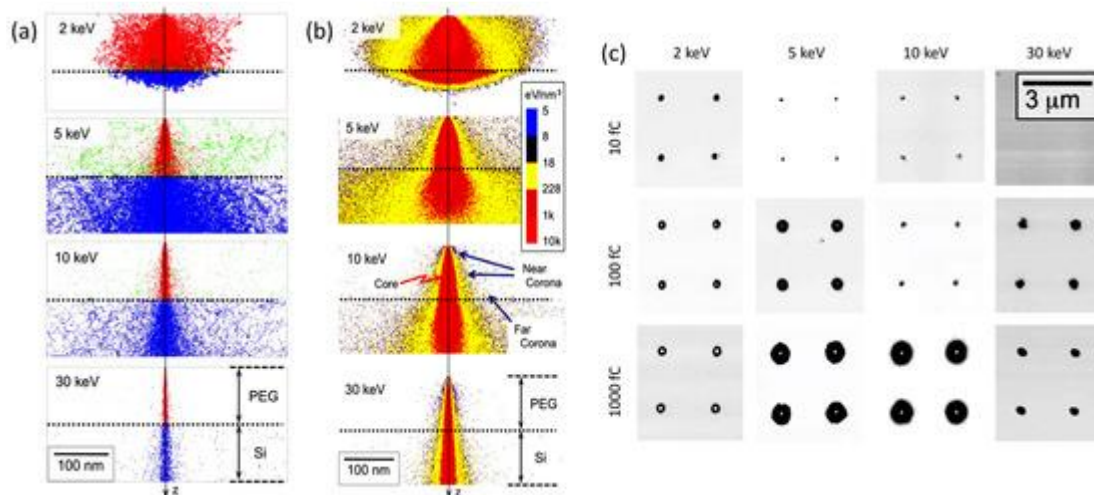 (a)
2 keV
5 keV
10 keV
30 keV
PEG
Si
100 nm
z
(b)
2 keV
eV/nm³
5
8
18
228
1k
10k
5 keV
10 keV
Core
Near
Corona
Far
Corona
30 keV
PEG
Si
100 nm
z
(c)
2 keV
5 keV
10 keV
30 keV
3 μm
10 fC
100 fC
1000 fC